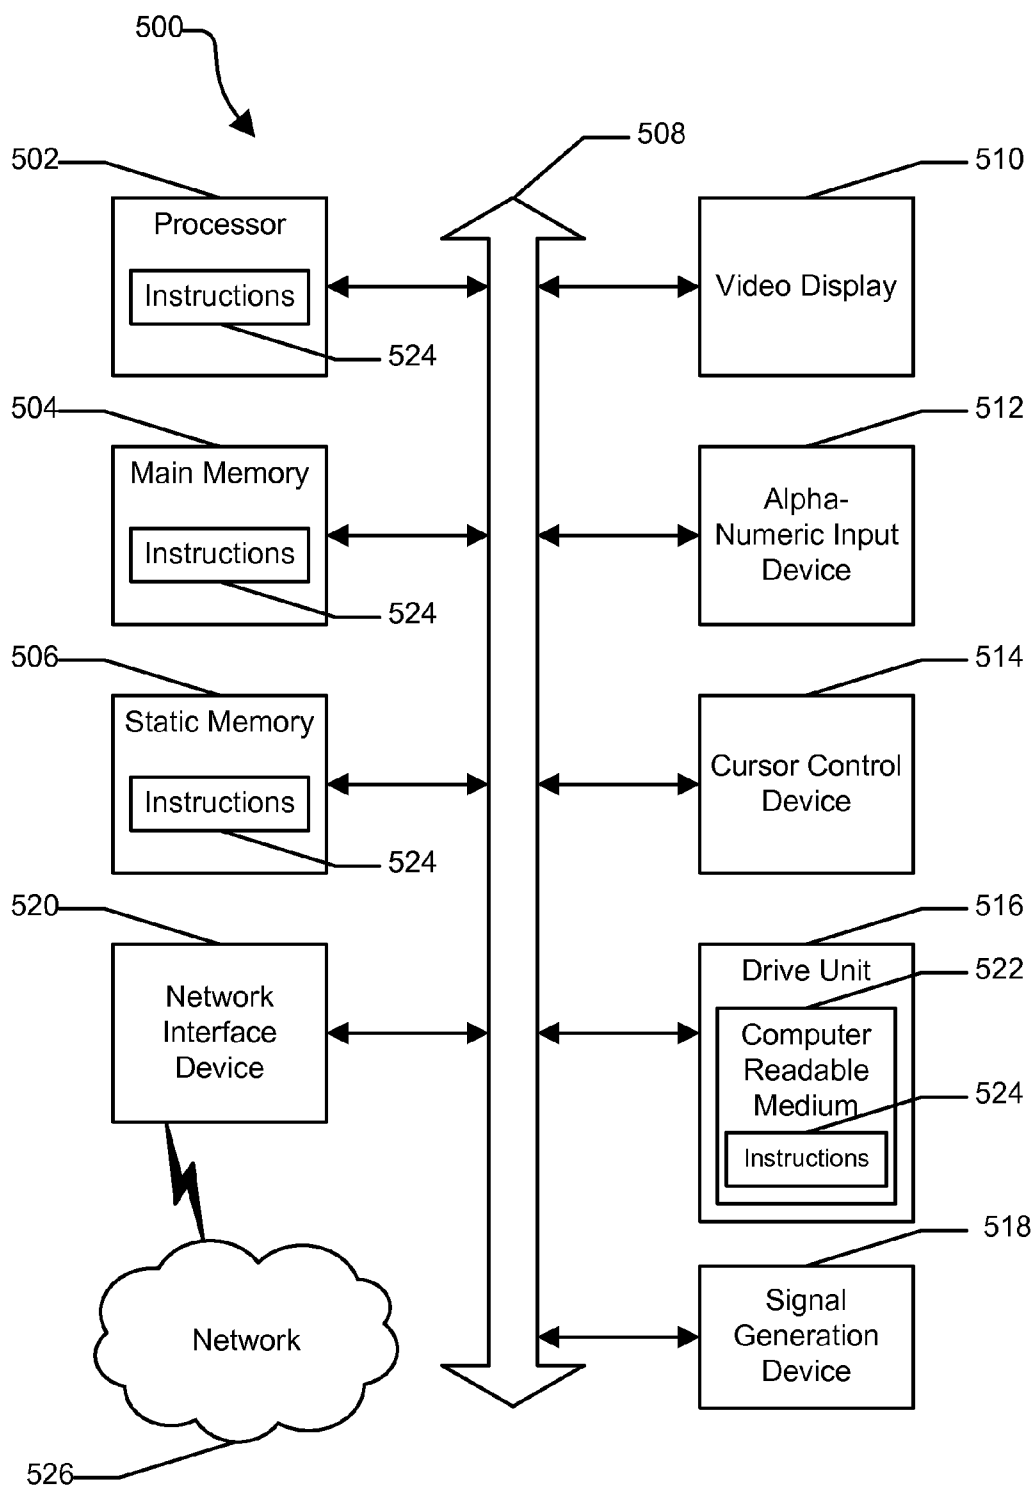 500
508
502
510
Processor
Instructions
524
Video Display
504
512
Main Memory
Instructions
524
Alpha-
Numeric Input
Device
506
514
Static Memory
Instructions
524
Cursor Control
Device
520
516
Network
Interface
Device
Drive Unit
522
Computer
Readable
Medium
524
Instructions
518
Signal
Generation
Device
Network
526